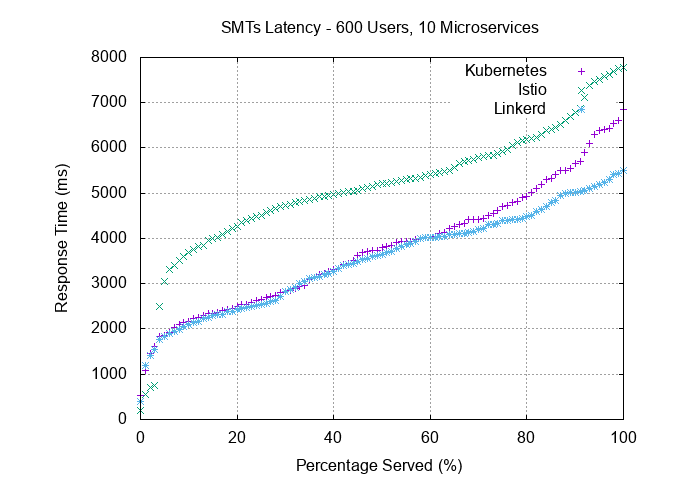 SMTs Latency - 600 Users, 10 Microservices
Kubernetes
Istio
Linkerd
8000
7000
6000
5000
4000
3000
2000
1000
0
Response Time (ms)
0 20 40 60 80 100
Percentage Served (%)